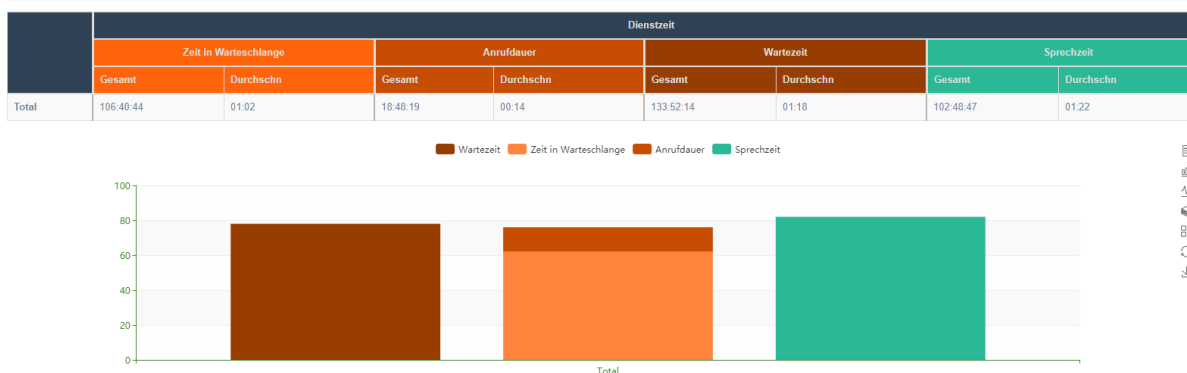 Dienstzeit
Zeit in Warteschlange Anrufdauer Wartezeit Sprechzeit
Gesamt Durchschn Gesamt Durchschn Gesamt Durchschn Gesamt Durchschn
Total 106:40:44 01:02 18:48:19 00:14 133:52:14 01:18 102:48:47 01:22
Wartezeit Zeit in Warteschlange Anrufdauer Sprechzeit
100
80
60
40
20
0
Total